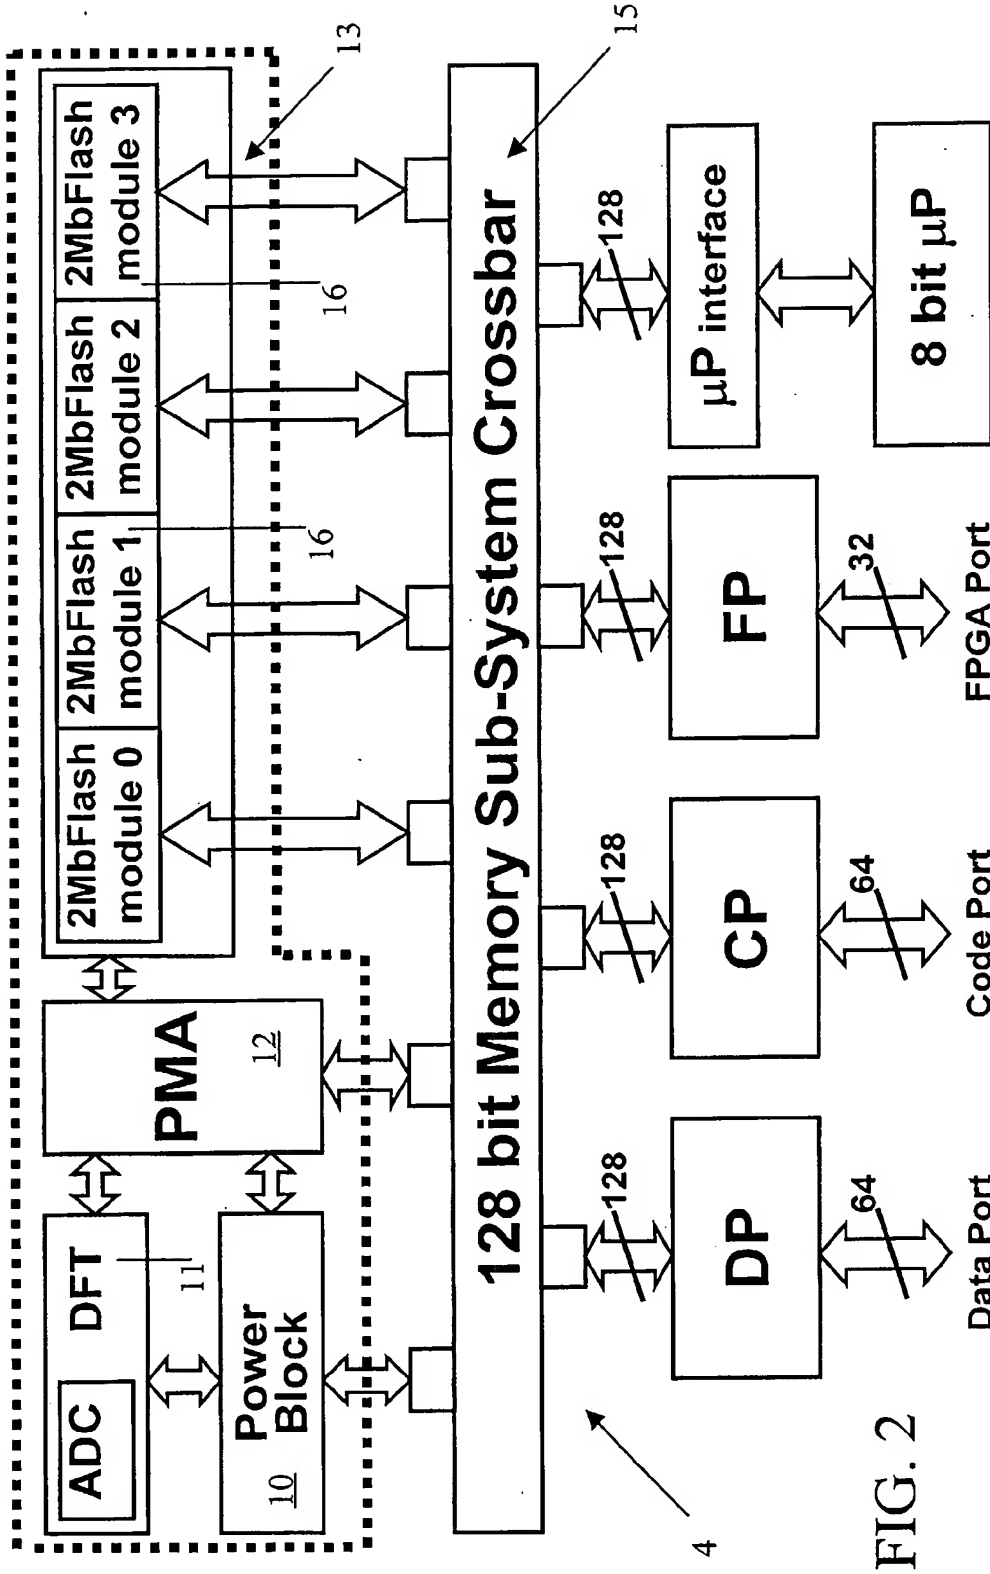 ADC
DFT
11
Power
Block
10
PMA
12
2MbFlash
module 0
2MbFlash
module 1
2MbFlash
module 2
2MbFlash
module 3
16
16
13
128 bit Memory Sub-System Crossbar
15
128
128
128
128
DP
CP
FP
µP interface
64
64
32
8 bit µP
Data Port
Code Port
FPGA Port
4
FIG. 2